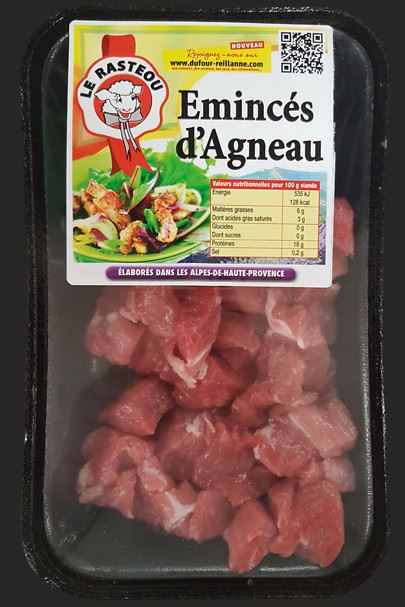 NOUVEAU
Rejoignez-nous sur
www.dufour-reillanne.com
LE RASTEOU
Emincés
d'Agneau
Valeurs nutritionnelles pour 100 g viande
Energie 535 kJ
128 kcal
Matières grasses 6 g
Dont acides gras saturés 3 g
Glucides 0 g
Dont sucres 0 g
Protéines 18 g
Sel 0,2 g
ÉLABORÉS DANS LES ALPES-DE-HAUTE-PROVENCE